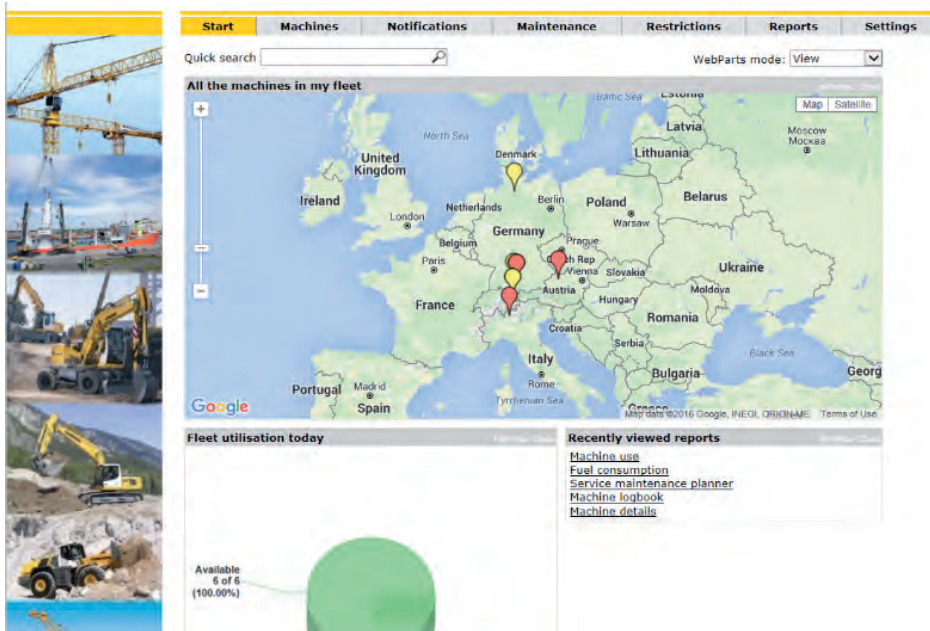 Start Machines Notifications Maintenance Restrictions Reports Settings
Quick search
WebParts mode: View
All the machines in my fleet
Map Satellite
Baltic Sea
Estonia
Latvia
Moscow
Москва
North Sea
Denmark
Lithuania
United
Kingdom
Ireland
Netherlands
Berlin
Poland
Belarus
London
Warsaw
Germany
Belgium
Prague
Paris
Rep
Vienna
Slovakia
Ukraine
Austria
Moldova
France
Hungary
Romania
Croatia
Serbia
Italy
Black Sea
Bulgaria
Georg
Portugal
Madrid
Rome
Spain
Tyrrhenian Sea
Greece
Google
Map data ©2016 Google, INEGI, ORION-ME Terms of Use
Fleet utilisation today
Recently viewed reports
Machine use
Fuel consumption
Service maintenance planner
Machine logbook
Machine details
Available
6 of 6
(100.00%)